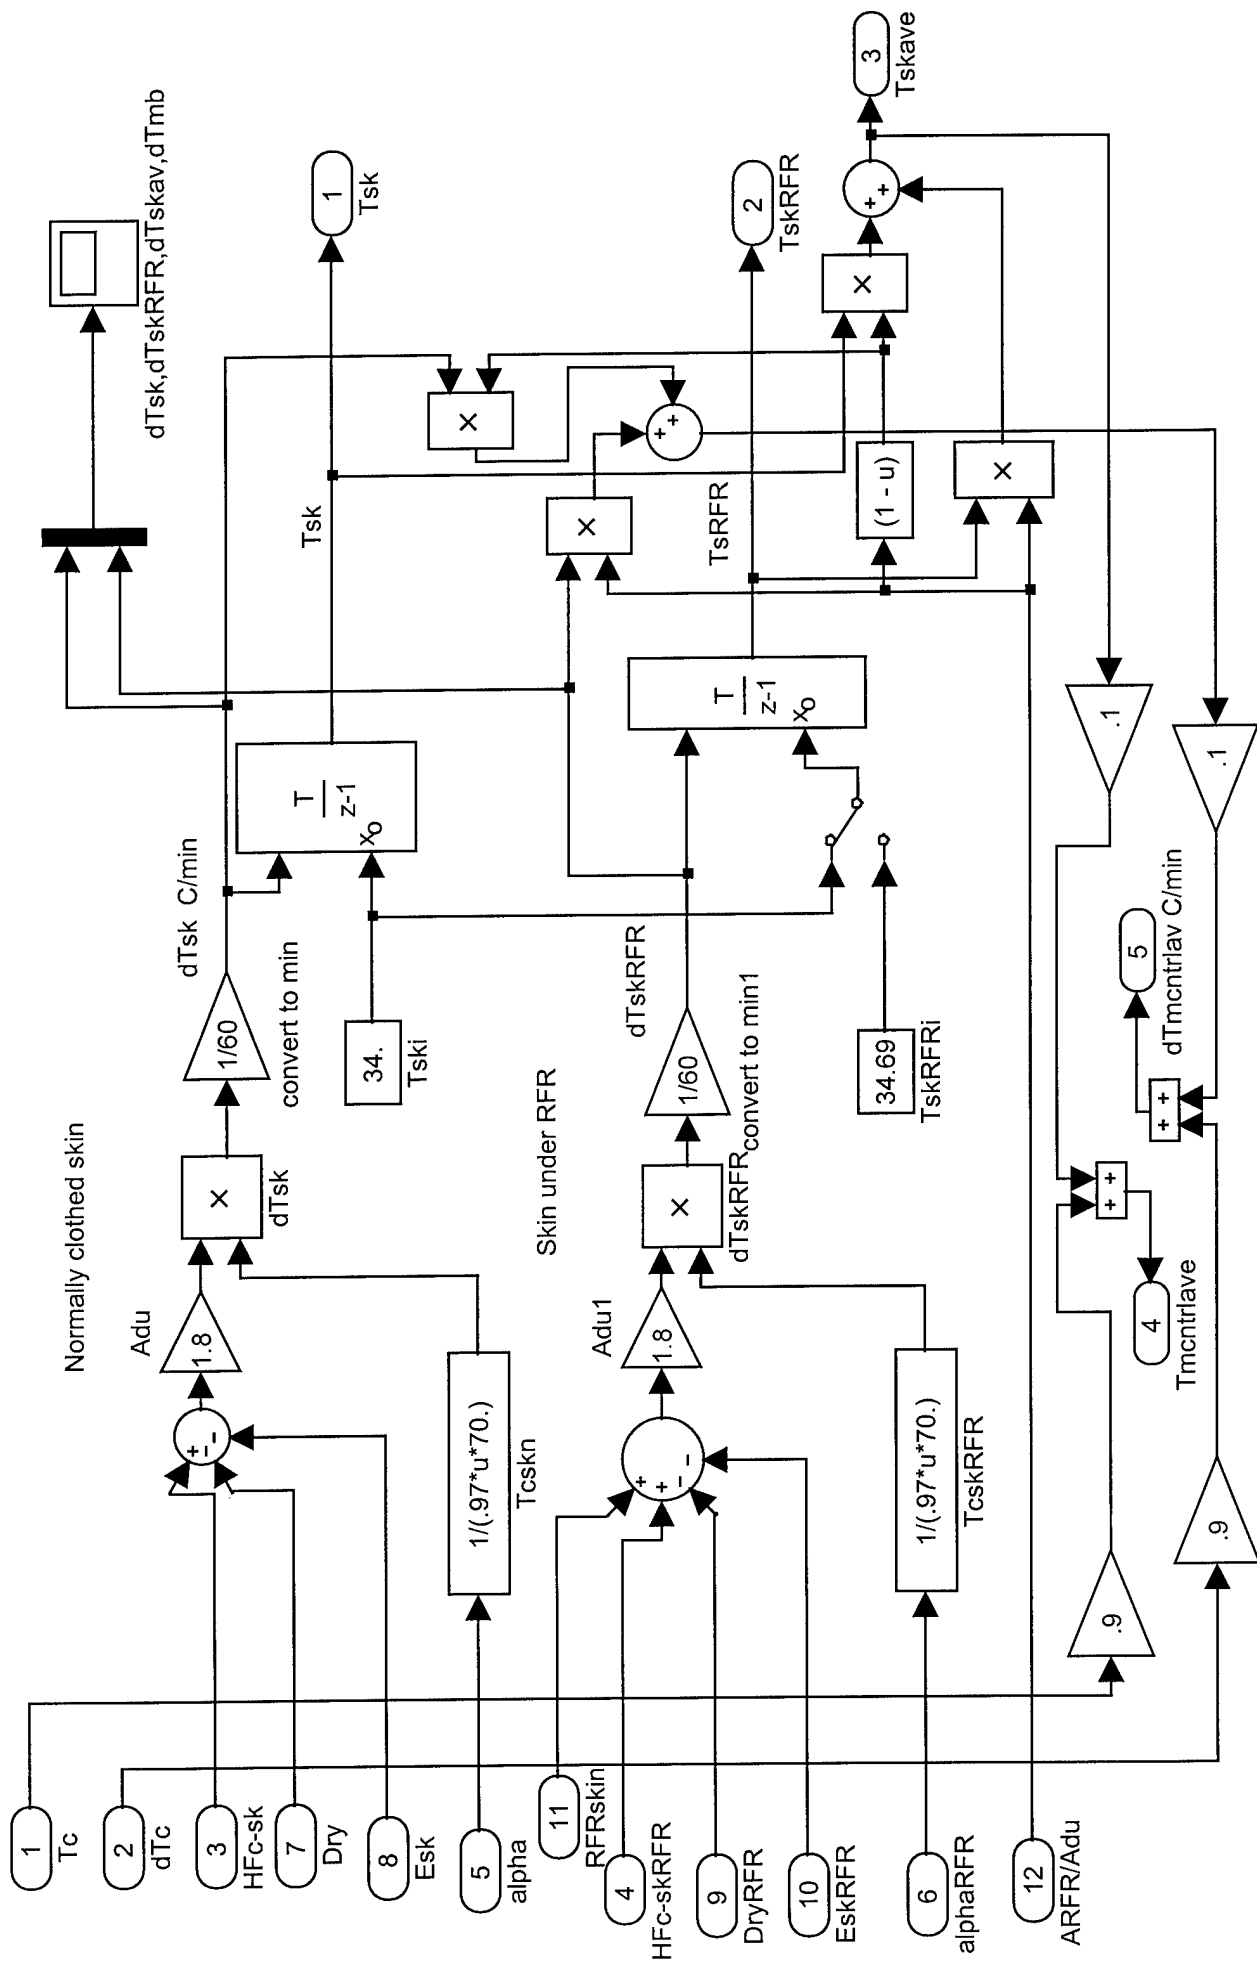 1
Tc
2
dTc
3
HFc-sk
7
Dry
8
Esk
5
alpha
11
RFRskin
4
HFc-skRFR
9
DryRFR
10
EskRFR
6
alphaRFR
12
ARFR/Adu
Normally clothed skin
+
-
-
Adu
1.8
×
dTsk
1/60
convert to min
dTsk C/min
1/(.97*u*70.)
Tcskn
34.
Tski
T
z-1
xo
Tsk
1
Tsk
dTsk,dTskRFR,dTskav,dTmb
Skin under RFR
+
+
-
-
Adu1
1.8
×
dTskRFR
1/60
convert to min1
dTskRFR
1/(.97*u*70.)
TcskRFR
34.69
TskRFRi
T
z-1
xo
TsRFR
2
TskRFR
×
×
+
+
(1 - u)
×
×
+
+
3
Tskave
.9
.1
+
+
4
Tmcntrlave
.9
.1
+
+
5
dTmcntrlav C/min